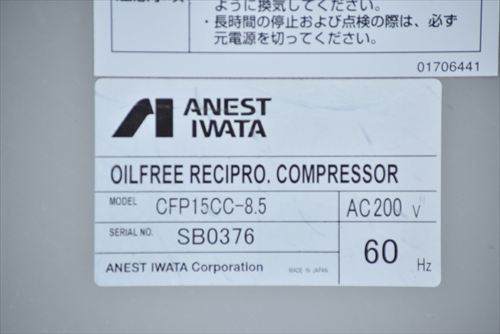 ように換気してください。
・長時間の停止および点検の際は、必ず
元電源を切ってください。
01706441
ANEST
IWATA
OILFREE RECIPRO. COMPRESSOR
MODEL CFP15CC-8.5 AC200 V
SERIAL NO. SB0376
60 Hz
ANEST IWATA Corporation MADE IN JAPAN